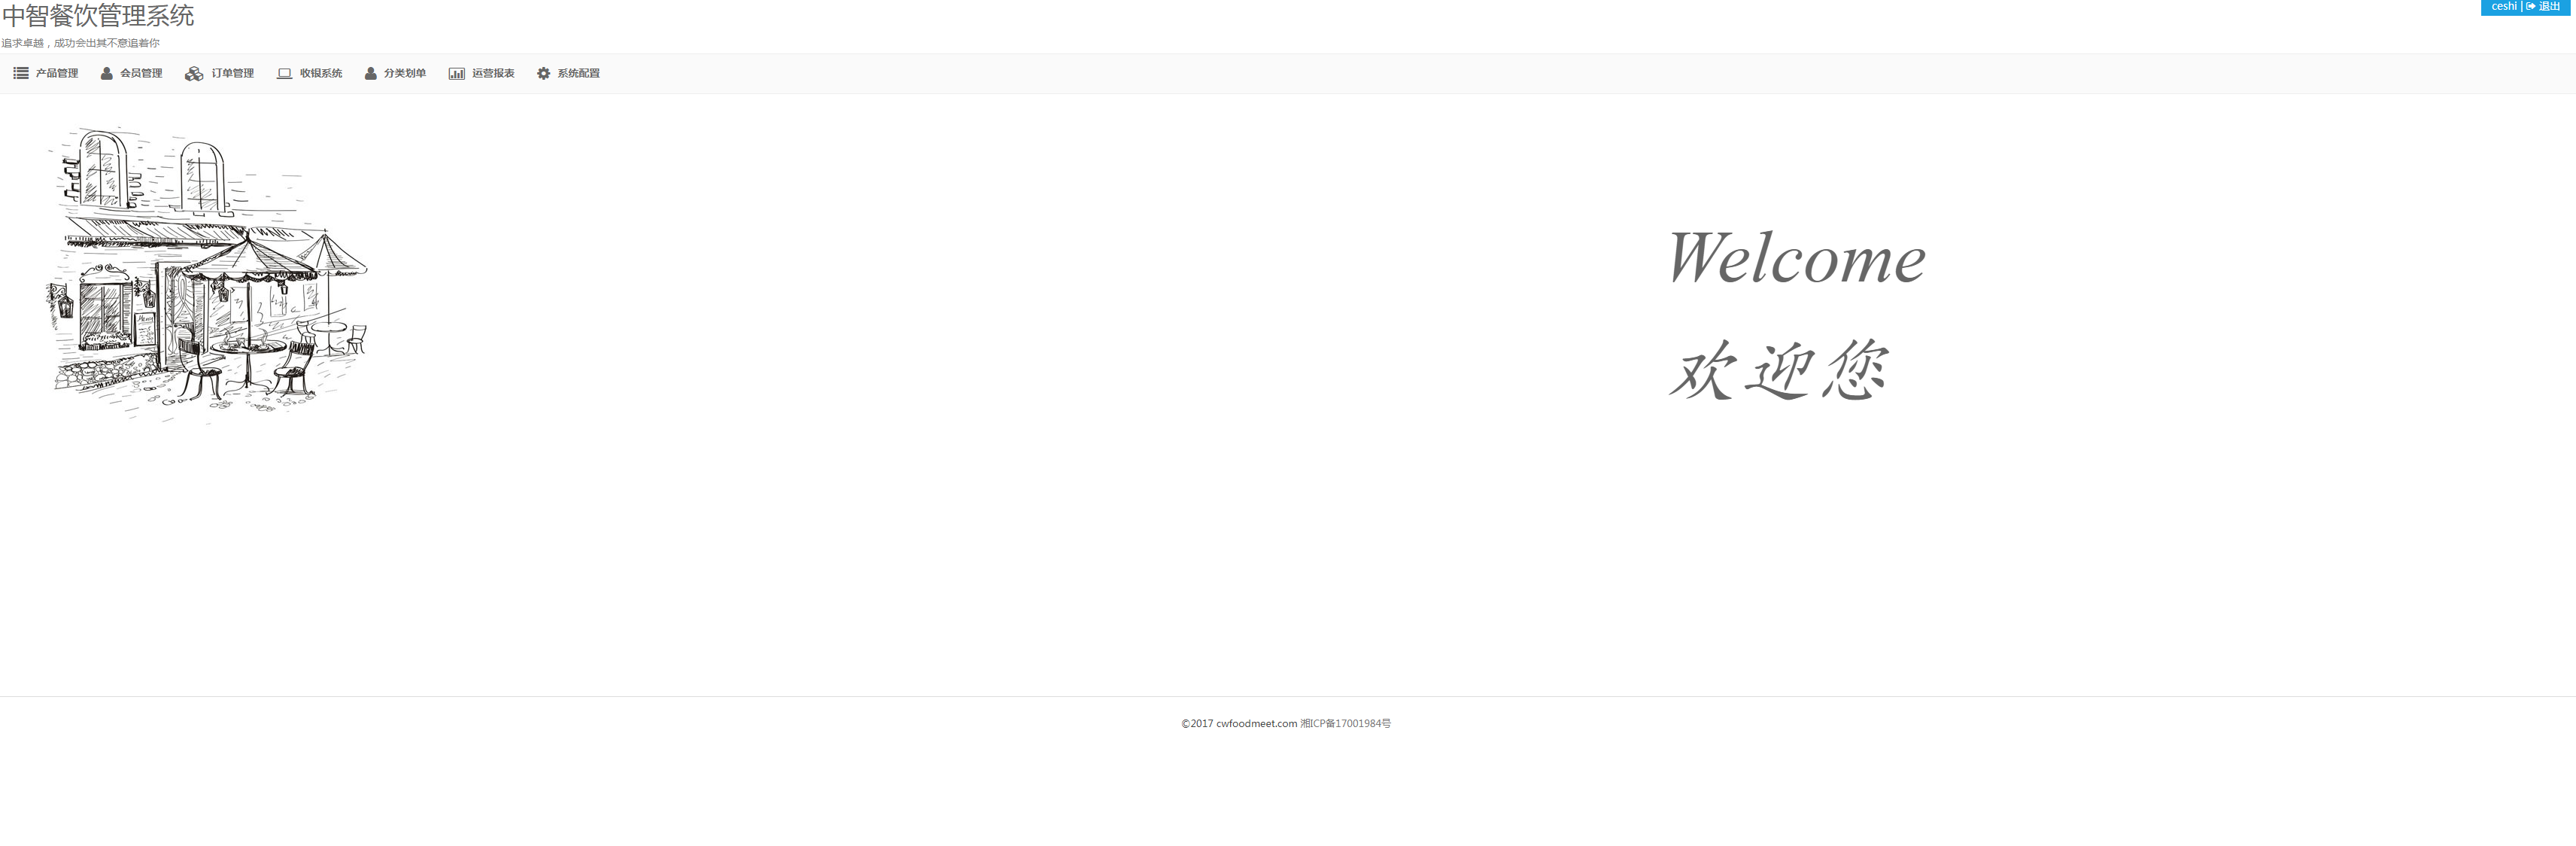 中智餐饮管理系统
ceshi | 退出
追求卓越，成功会出其不意追着你
产品管理 会员管理 订单管理 收银系统 分类划单 运营报表 系统配置
Menu
Welcome
欢迎您
©2017 cwfoodmeet.com 湘ICP备17001984号